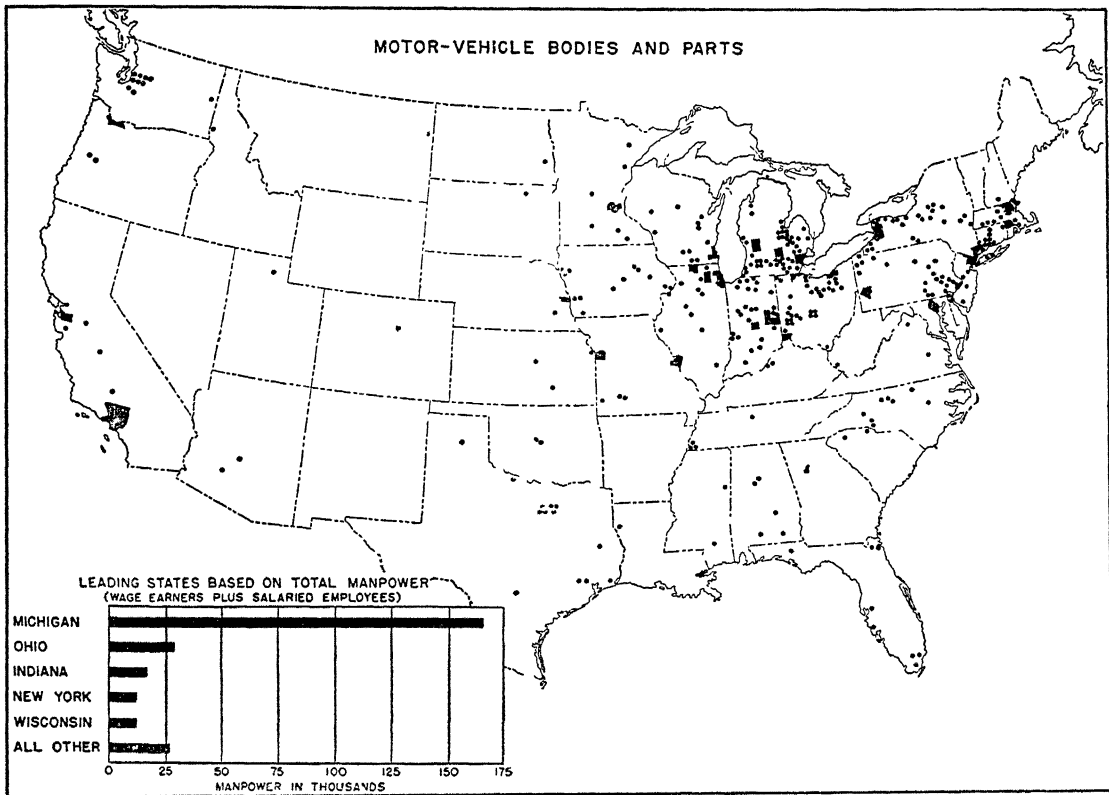 MOTOR-VEHICLE BODIES AND PARTS
LEADING STATES BASED ON TOTAL MANPOWER
(WAGE EARNERS PLUS SALARIED EMPLOYEES)
MICHIGAN
OHIO
INDIANA
NEW YORK
WISCONSIN
ALL OTHER
0 25 50 75 100 125 150 175
MANPOWER IN THOUSANDS